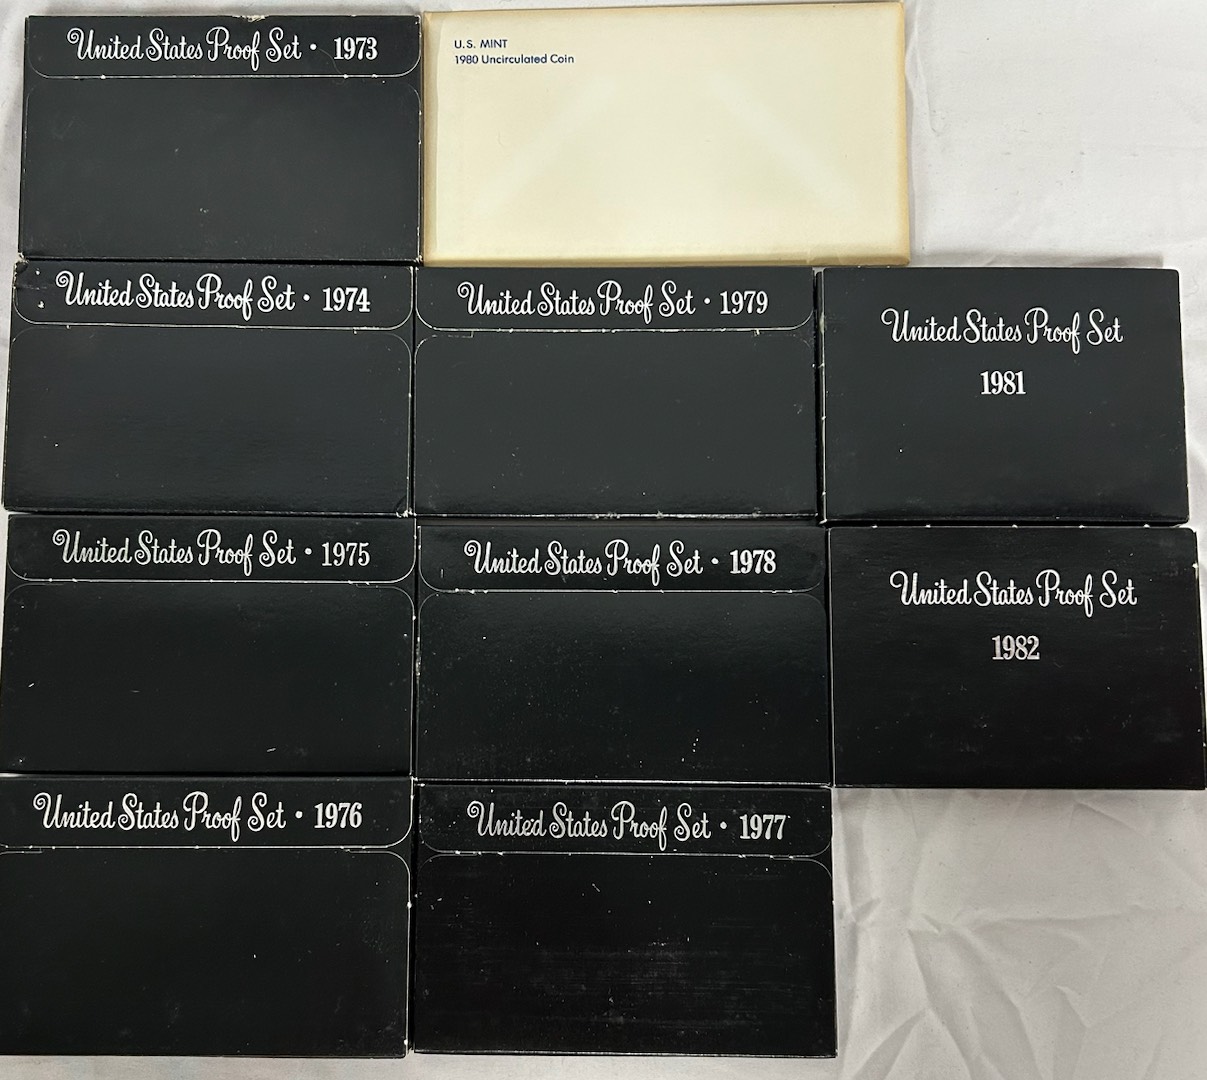 United States Proof Set • 1973
U.S. MINT
1980 Uncirculated Coin
United States Proof Set • 1974
United States Proof Set • 1979
United States Proof Set
1981
United States Proof Set • 1975
United States Proof Set • 1978
United States Proof Set
1982
United States Proof Set • 1976
United States Proof Set • 1977